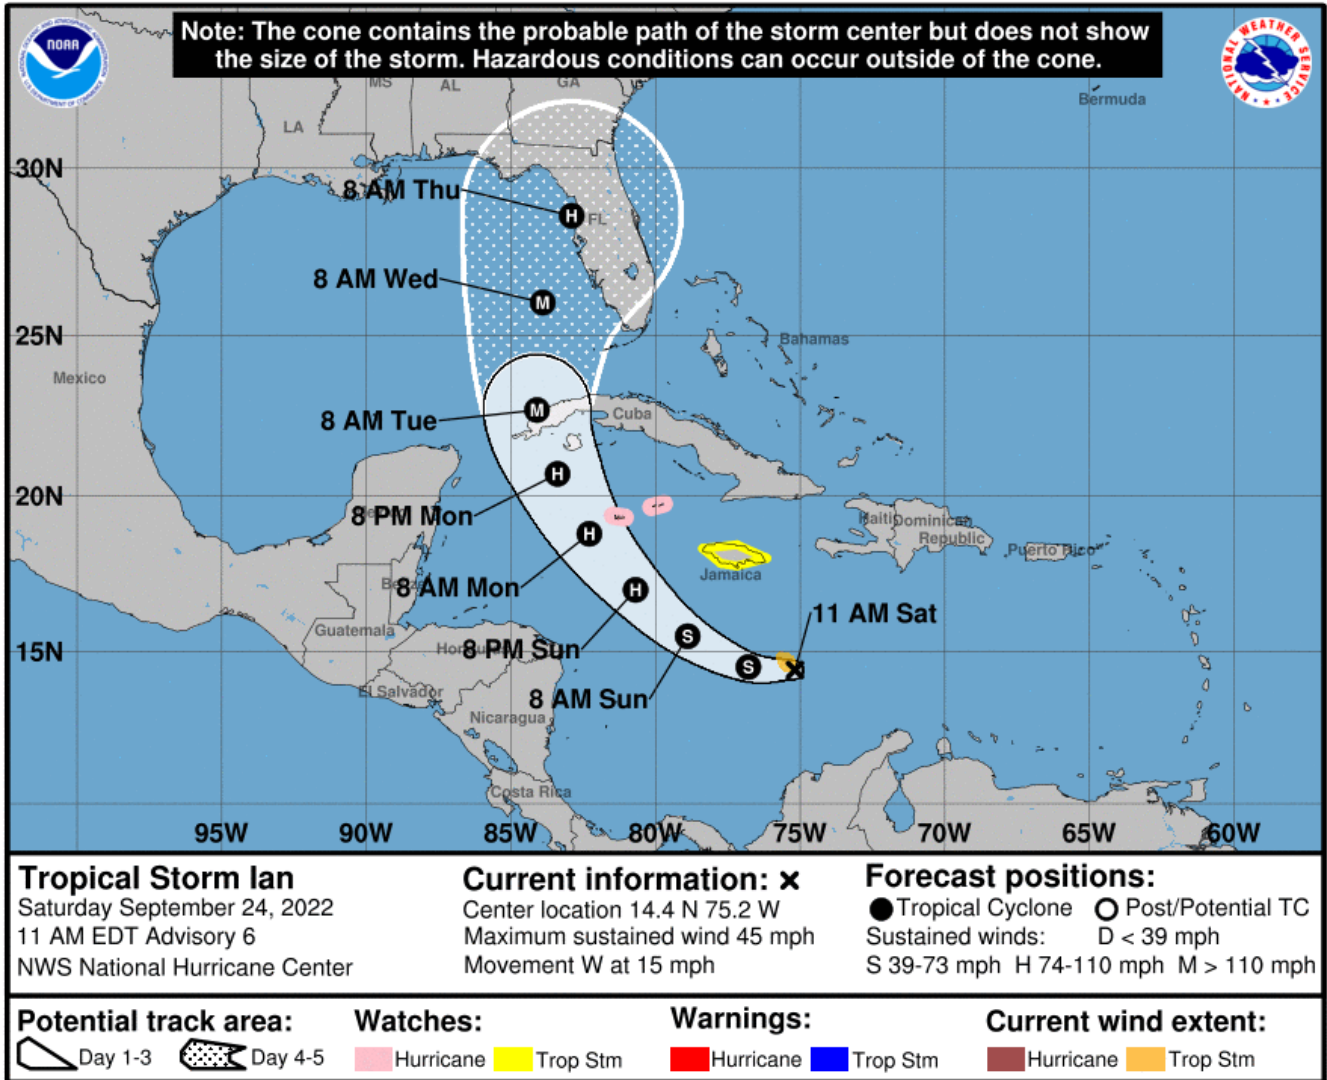 Note: The cone contains the probable path of the storm center but does not show
the size of the storm. Hazardous conditions can occur outside of the cone.
NOAA
NATIONAL WEATHER SERVICE
MS
AL
GA
Bermuda
LA
30N
8 AM Thu
H
FL
8 AM Wed
M
25N
Bahamas
Mexico
8 AM Tue
M
Cuba
H
20N
8 PM Mon
H
Haiti
Dominican
Republic
Puerto Rico
Jamaica
8 AM Mon
H
11 AM Sat
Guatemala
S
15N
8 PM Sun
S
El Salvador
8 AM Sun
Nicaragua
Costa Rica
95W
90W
85W
80W
75W
70W
65W
60W
Tropical Storm Ian
Saturday September 24, 2022
11 AM EDT Advisory 6
NWS National Hurricane Center
Current information: ×
Center location 14.4 N 75.2 W
Maximum sustained wind 45 mph
Movement W at 15 mph
Forecast positions:
Tropical Cyclone
Post/Potential TC
Sustained winds: D < 39 mph
S 39-73 mph H 74-110 mph M > 110 mph
Potential track area:
Day 1-3
Day 4-5
Watches:
Hurricane
Trop Stm
Warnings:
Hurricane
Trop Stm
Current wind extent:
Hurricane
Trop Stm